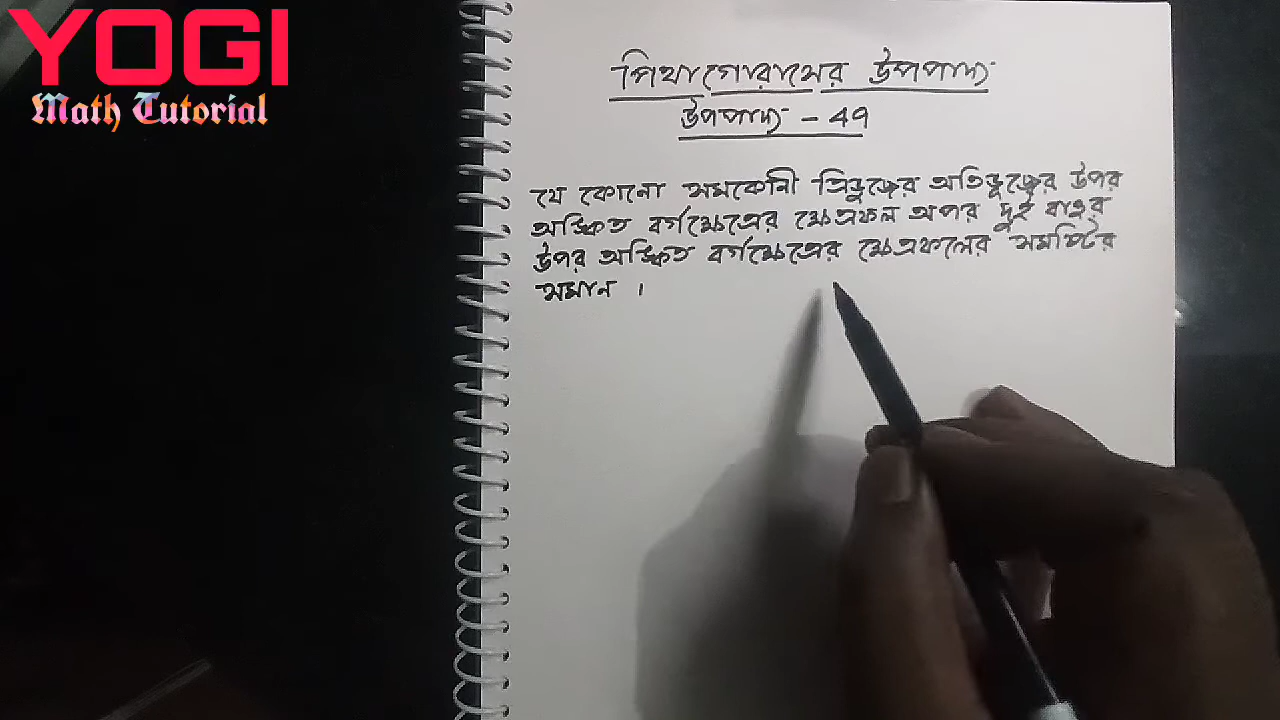 YOGI
Math Tutorial
পিথাগোরাসের উপপাদ্য
উপপাদ্য - 49
যে কোনো সমকোনী ত্রিভুজের অতিভুজের উপর
অঙ্কিত বর্গক্ষেত্রের ক্ষেত্রফল অপর দুই বাহুর
উপর অঙ্কিত বর্গক্ষেত্রের ক্ষেত্রফলের সমষ্টির
সমান ।